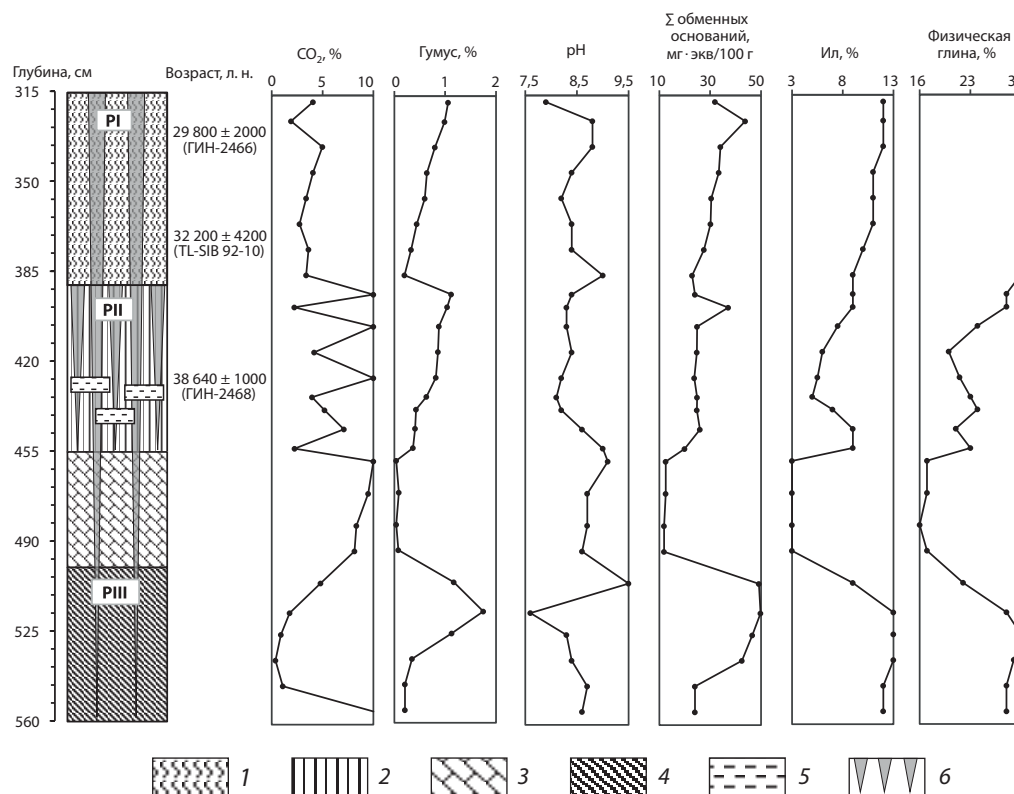 Глубина, см
Возраст, л. н.
CO₂, %
Гумус, %
pH
Σ обменных
оснований,
мг · экв/100 г
Ил, %
Физическая
глина, %
0 5 10
0 1 2
7,5 8,5 9,5
10 30 50
3 8 13
16 23
315
350
385
420
455
490
525
560
PI
PII
PIII
29 800 ± 2000
(ГИН-2466)
32 200 ± 4200
(TL-SIB 92-10)
38 640 ± 1000
(ГИН-2468)
1 2 3 4 5 6